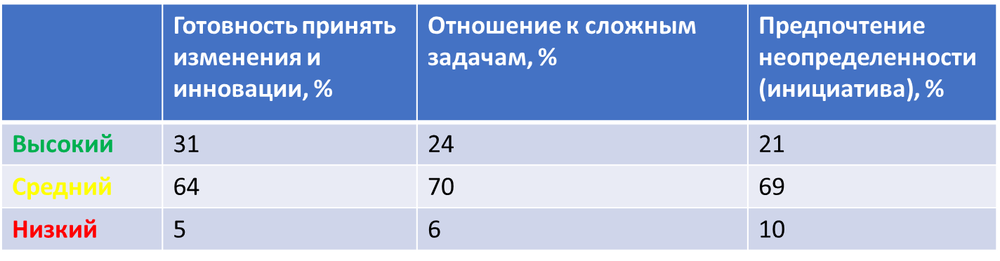 Готовность принять
изменения и
инновации, %
Отношение к сложным
задачам, %
Предпочтение
неопределенности
(инициатива), %
Высокий 31 24 21
Средний 64 70 69
Низкий 5 6 10